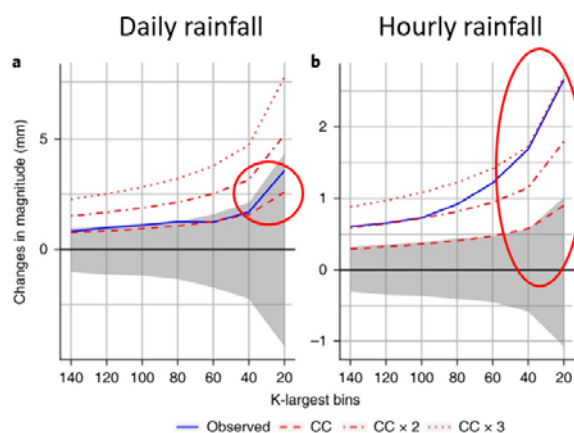 Daily rainfall
Hourly rainfall
a
b
5
0
2
1
0
−1
Changes in magnitude (mm)
140 120 100 80 60 40 20
140 120 100 80 60 40 20
K-largest bins
Observed CC CC × 2 CC × 3